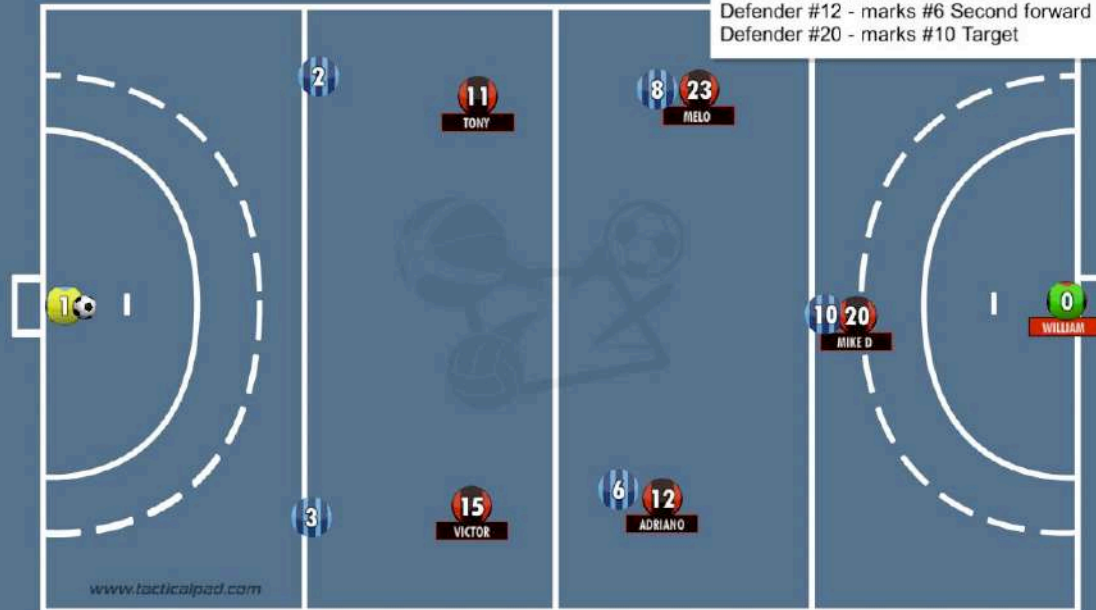 Defender #12 - marks #6 Second forward
Defender #20 - marks #10 Target
2
11
TONY
8
23
MELO
1
10
20
MIKE D
0
WILLIAM
3
15
VICTOR
6
12
ADRIANO
www.tacticalpad.com